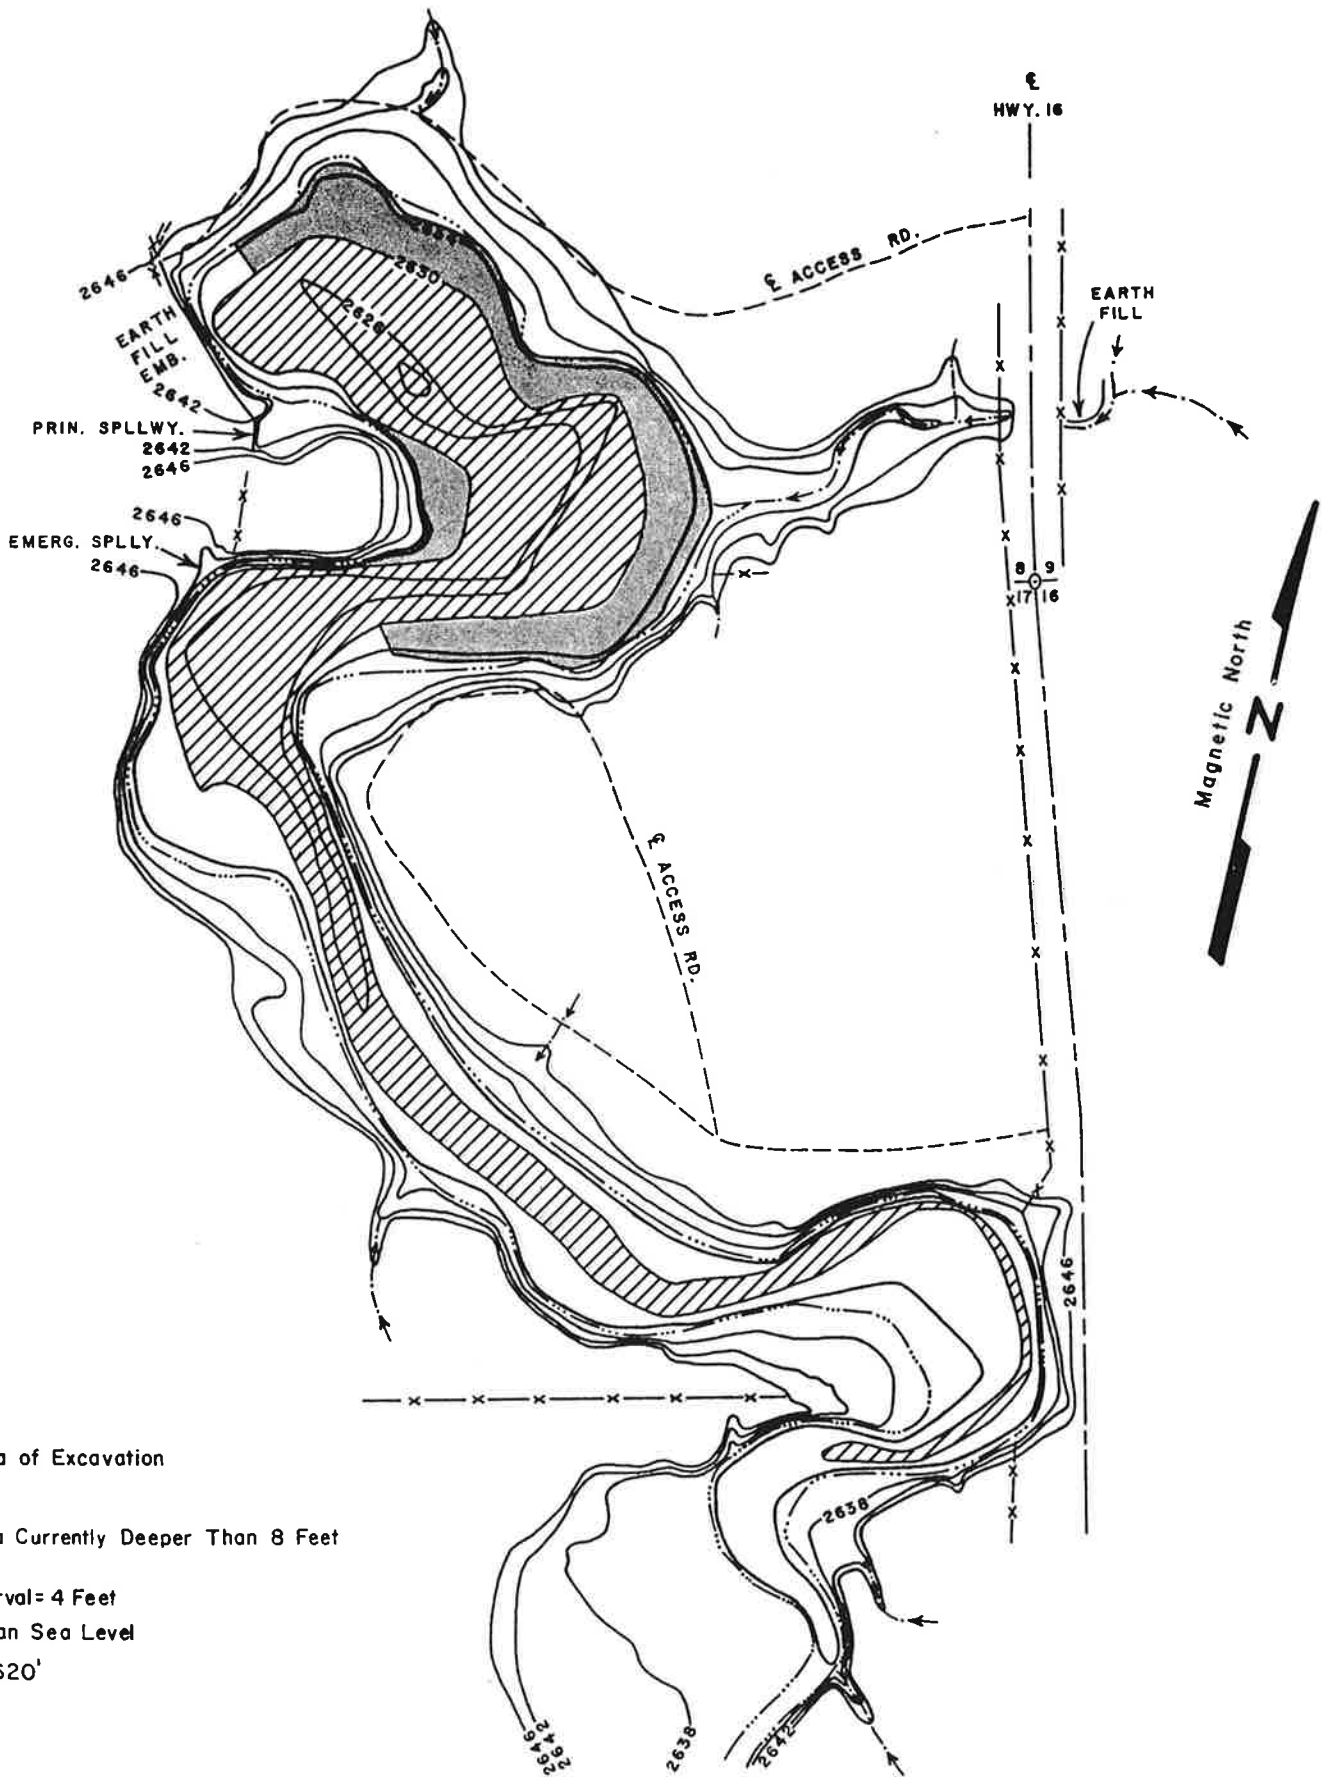 ℄
HWY. 16
℄ ACCESS RD.
EARTH
FILL
2634
2630
2626
2646
EARTH
FILL
EMB.
2642
PRIN. SPLLWY.
2642
2646
2646
EMERG. SPLLY.
2646
8 9
17 16
Magnetic North
N
℄ ACCESS RD.
2646
a of Excavation
a Currently Deeper Than 8 Feet
rval = 4 Feet
an Sea Level
620'
2638
2646
2642
2638
2642